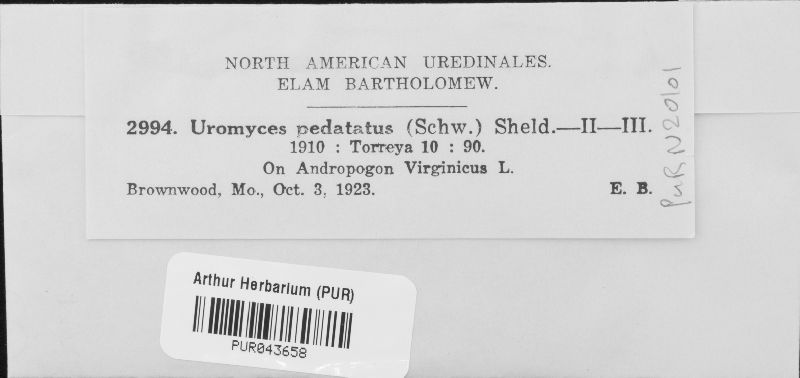 NORTH AMERICAN UREDINALES.
ELAM BARTHOLOMEW.
2994. Uromyces pedatatus (Schw.) Sheld.—II—III.
1910 : Torreya 10 : 90.
On Andropogon Virginicus L.
Brownwood, Mo., Oct. 3, 1923. E. B.
PUR N20101
Arthur Herbarium (PUR)
PUR043658